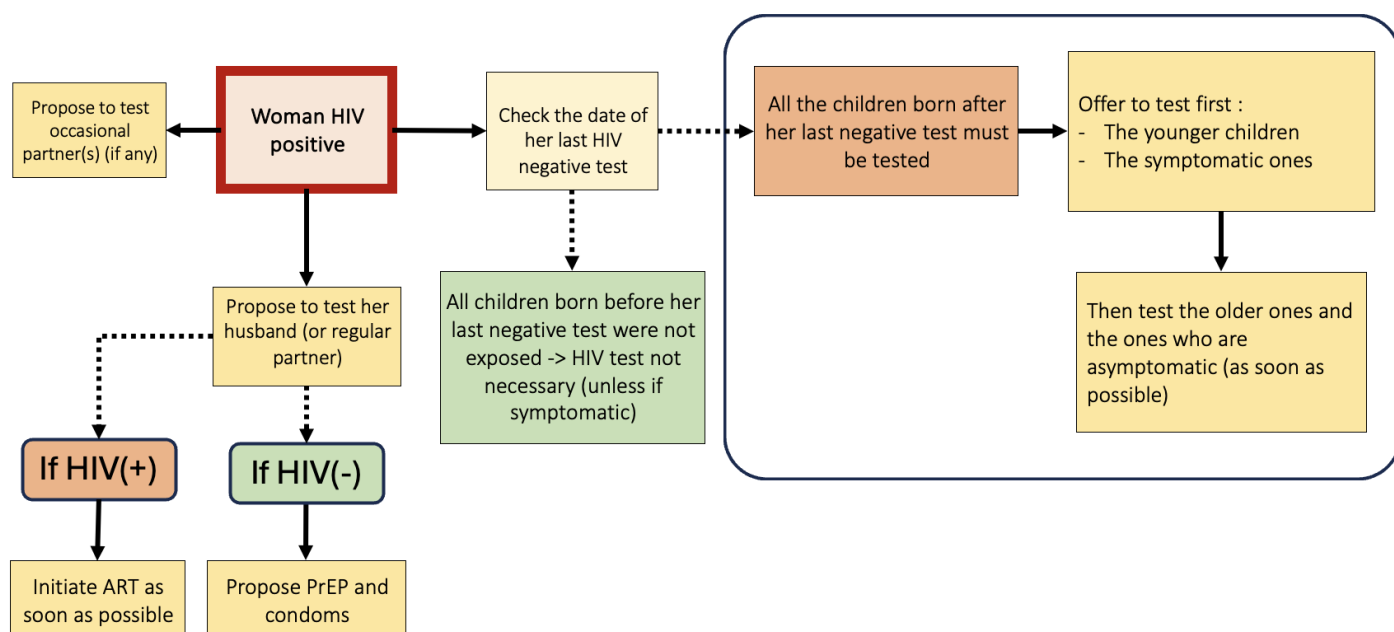 Propose to test
occasional
partner(s) (if any)
Woman HIV
positive
Check the date of
her last HIV
negative test
All the children born after
her last negative test must
be tested
Offer to test first :
- The younger children
- The symptomatic ones
Propose to test her
husband (or regular
partner)
All children born before her
last negative test were not
exposed -> HIV test not
necessary (unless if
symptomatic)
Then test the older ones and
the ones who are
asymptomatic (as soon as
possible)
If HIV(+)
If HIV(-)
Initiate ART as
soon as possible
Propose PrEP and
condoms